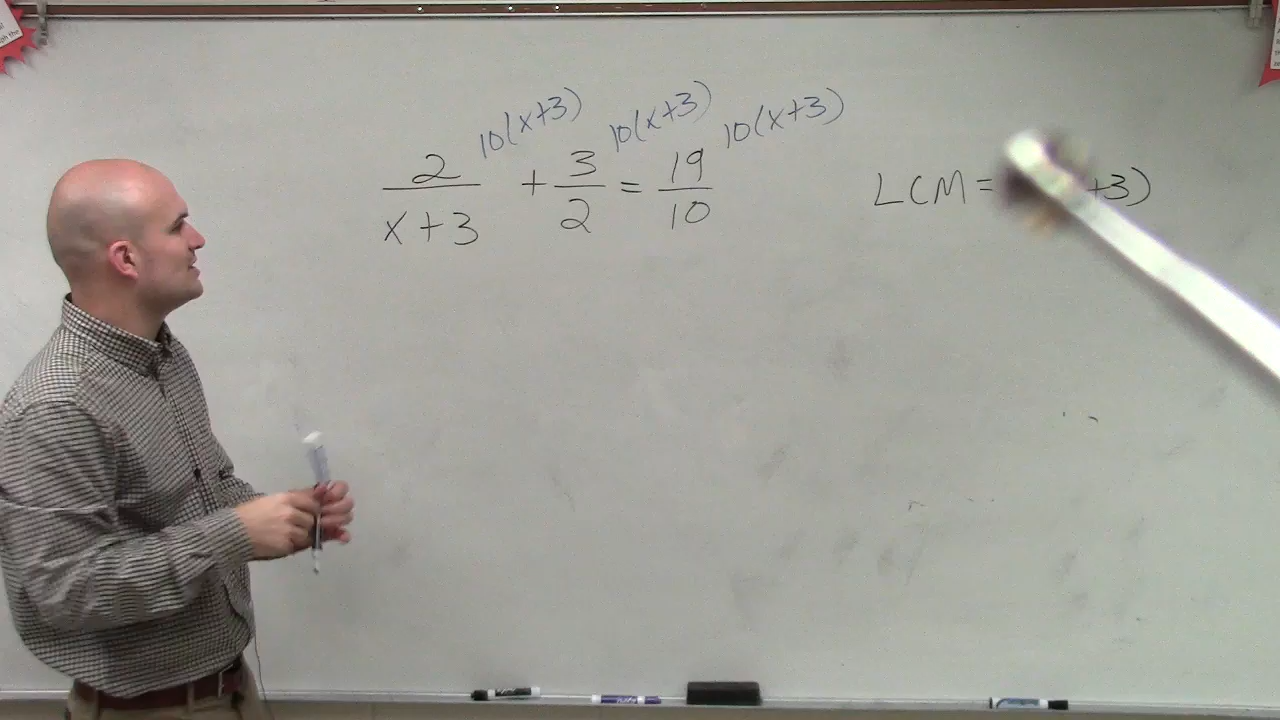 10(x+3) 10(x+3) 10(x+3)
2/(x+3) + 3/2 = 19/10
LCM = +3)